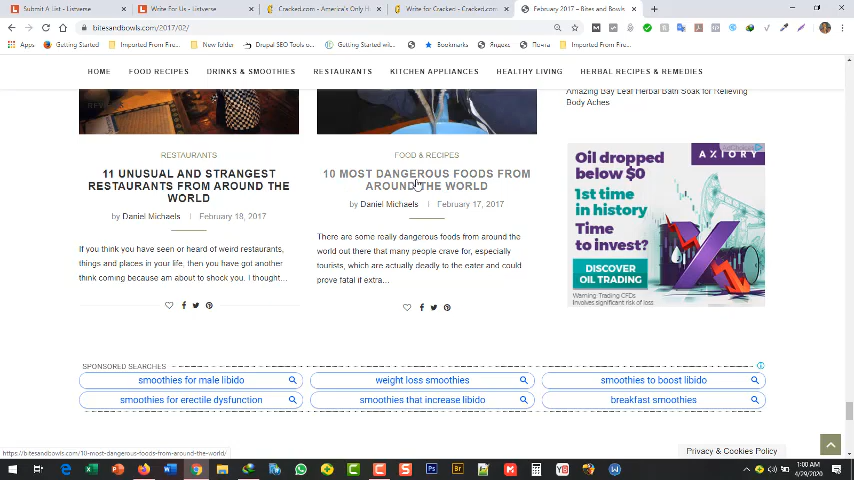 Submit A List - Listverse
Write For Us - Listverse
Cracked.com - America's Only H
Write for Cracked - Cracked.com
February 2017 – Bites and Bowls
bitesandbowls.com/2017/02/
Apps
Getting Started
Imported From Fire...
New folder
Drupal SEO Tools o...
Getting Started wil...
Bookmarks
Яндекс
Почта
Imported From Fire...
HOME
FOOD RECIPES
DRINKS & SMOOTHIES
RESTAURANTS
KITCHEN APPLIANCES
HEALTHY LIVING
HERBAL RECIPES & REMEDIES
Amazing Bay Leaf Herbal Bath Soak for Relieving
Body Aches
RESTAURANTS
11 UNUSUAL AND STRANGEST
RESTAURANTS FROM AROUND THE
WORLD
by Daniel Michaels
February 18, 2017
If you think you have seen or heard of weird restaurants,
things and places in your life, then you have got another
think coming because am about to shock you. I thought...
FOOD & RECIPES
10 MOST DANGEROUS FOODS FROM
AROUND THE WORLD
by Daniel Michaels
February 17, 2017
There are some really dangerous foods from around the
world out there that many people crave for, especially
tourists, which are actually deadly to the eater and could
prove fatal if extra...
Oil dropped
below $0
1st time
in history
Time
to invest?
DISCOVER
OIL TRADING
AXIORY
Warning: Trading CFDs
involves significant risk of loss.
SPONSORED SEARCHES
smoothies for male libido
weight loss smoothies
smoothies to boost libido
smoothies for erectile dysfunction
smoothies that increase libido
breakfast smoothies
Privacy & Cookies Policy
https://bitesandbowls.com/10-most-dangerous-foods-from-around-the-world/
1:00 AM
4/29/2020